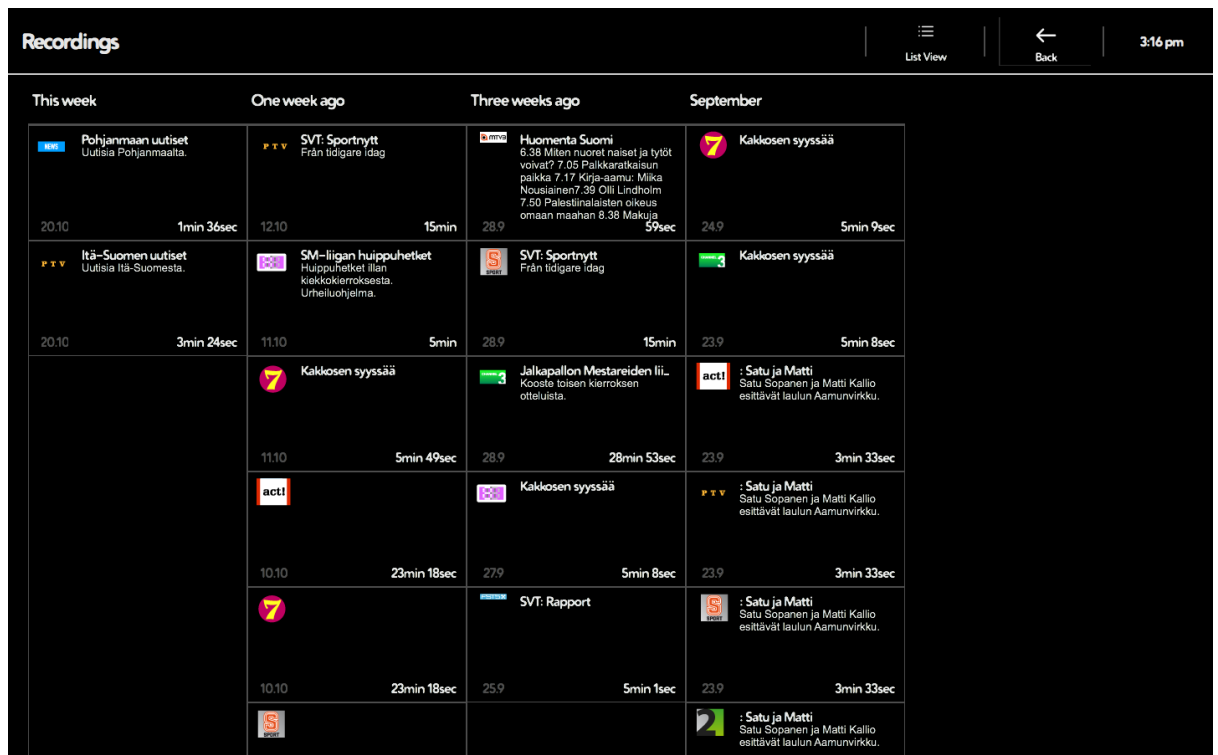 Recordings
List View
Back
3:16 pm
This week
One week ago
Three weeks ago
September
NEWS
Pohjanmaan uutiset
Uutisia Pohjanmaalta.
20.10
1min 36sec
PTV
Itä-Suomen uutiset
Uutisia Itä-Suomesta.
20.10
3min 24sec
PTV
SVT: Sportnytt
Från tidigare idag
12.10
15min
SM-liigan huippuhetket
Huippuhetket illan
kiekkokierroksesta.
Urheiluohjelma.
11.10
5min
7
Kakkosen syyssää
11.10
5min 49sec
act!
10.10
23min 18sec
7
10.10
23min 18sec
S
SPORT
mtv3
Huomenta Suomi
6.38 Miten nuoret naiset ja tytöt
voivat? 7.05 Palkkaratkaisun
paikka 7.17 Kirja-aamu: Miika
Nousiainen7.39 Olli Lindholm
7.50 Palestiinalaisten oikeus
omaan maahan 8.38 Makuja
28.9
59sec
S
SPORT
SVT: Sportnytt
Från tidigare idag
28.9
15min
3
Jalkapallon Mestareiden lii...
Kooste toisen kierroksen
otteluista.
28.9
28min 53sec
Kakkosen syyssää
27.9
5min 8sec
SVT: Rapport
25.9
5min 1sec
7
Kakkosen syyssää
24.9
5min 9sec
3
Kakkosen syyssää
23.9
5min 8sec
act!
: Satu ja Matti
Satu Sopanen ja Matti Kallio
esittävät laulun Aamunvirkku.
23.9
3min 33sec
PTV
: Satu ja Matti
Satu Sopanen ja Matti Kallio
esittävät laulun Aamunvirkku.
23.9
3min 33sec
S
SPORT
: Satu ja Matti
Satu Sopanen ja Matti Kallio
esittävät laulun Aamunvirkku.
23.9
3min 33sec
2
: Satu ja Matti
Satu Sopanen ja Matti Kallio
esittävät laulun Aamunvirkku.